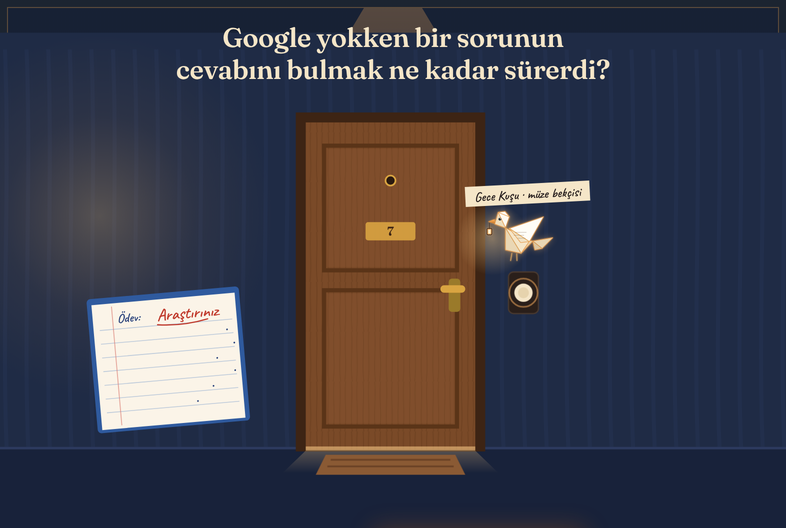 Google yokken bir sorunun
cevabını bulmak ne kadar sürerdi?
Gece Kuşu · müze bekçisi
7
Ödev: Araştırınız